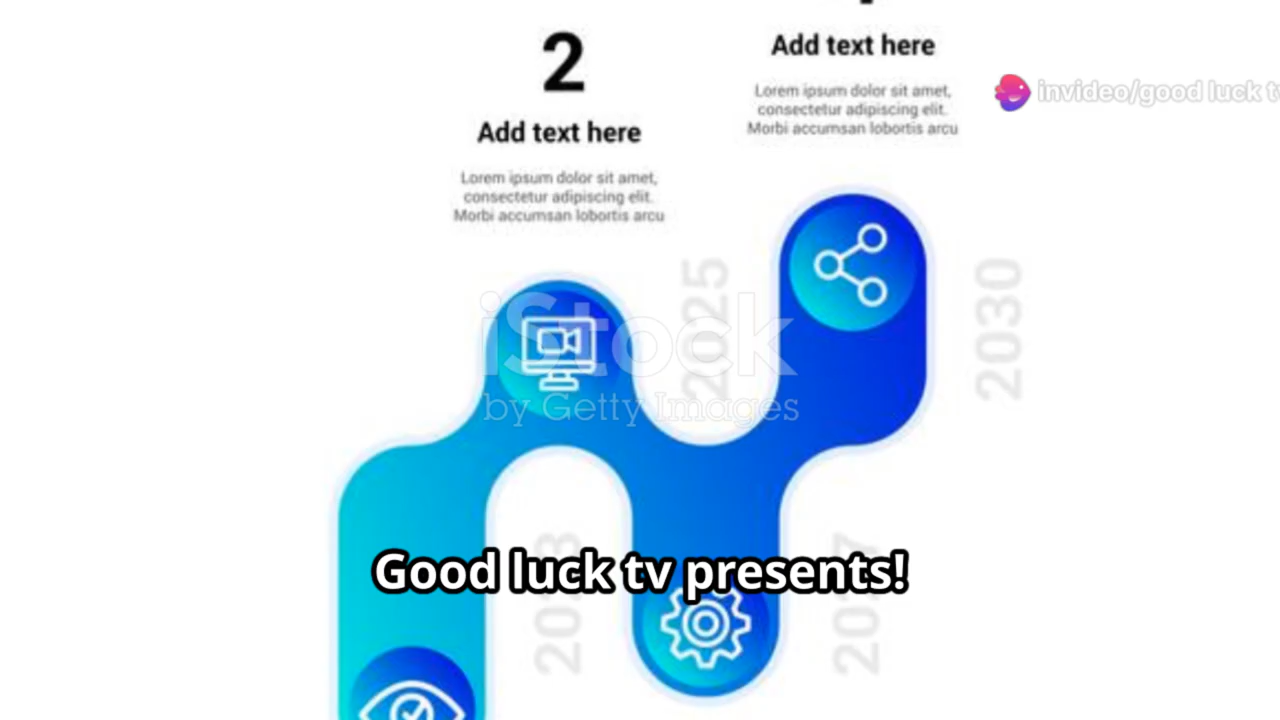 2
Add text here
Lorem ipsum dolor sit amet,
consectetur adipiscing elit.
Morbi accumsan lobortis arcu
Add text here
Lorem ipsum dolor sit amet,
consectetur adipiscing elit.
Morbi accumsan lobortis arcu
invideo/good luck tv
2025
2030
iStock
by Getty Images
Good luck tv presents!